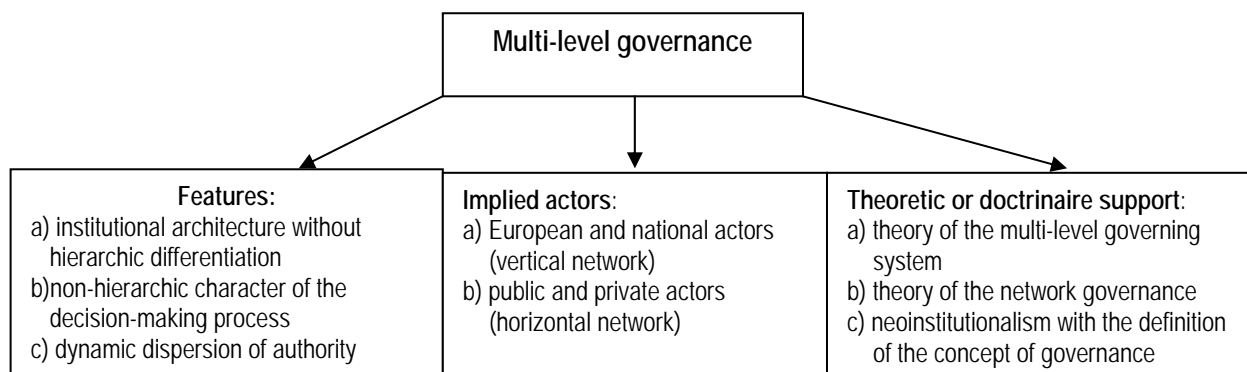 Multi-level governance
Features:
a) institutional architecture without
hierarchic differentiation
b)non-hierarchic character of the
decision-making process
c) dynamic dispersion of authority
Implied actors:
a) European and national actors
(vertical network)
b) public and private actors
(horizontal network)
Theoretic or doctrinaire support:
a) theory of the multi-level governing
system
b) theory of the network governance
c) neoinstitutionalism with the definition
of the concept of governance